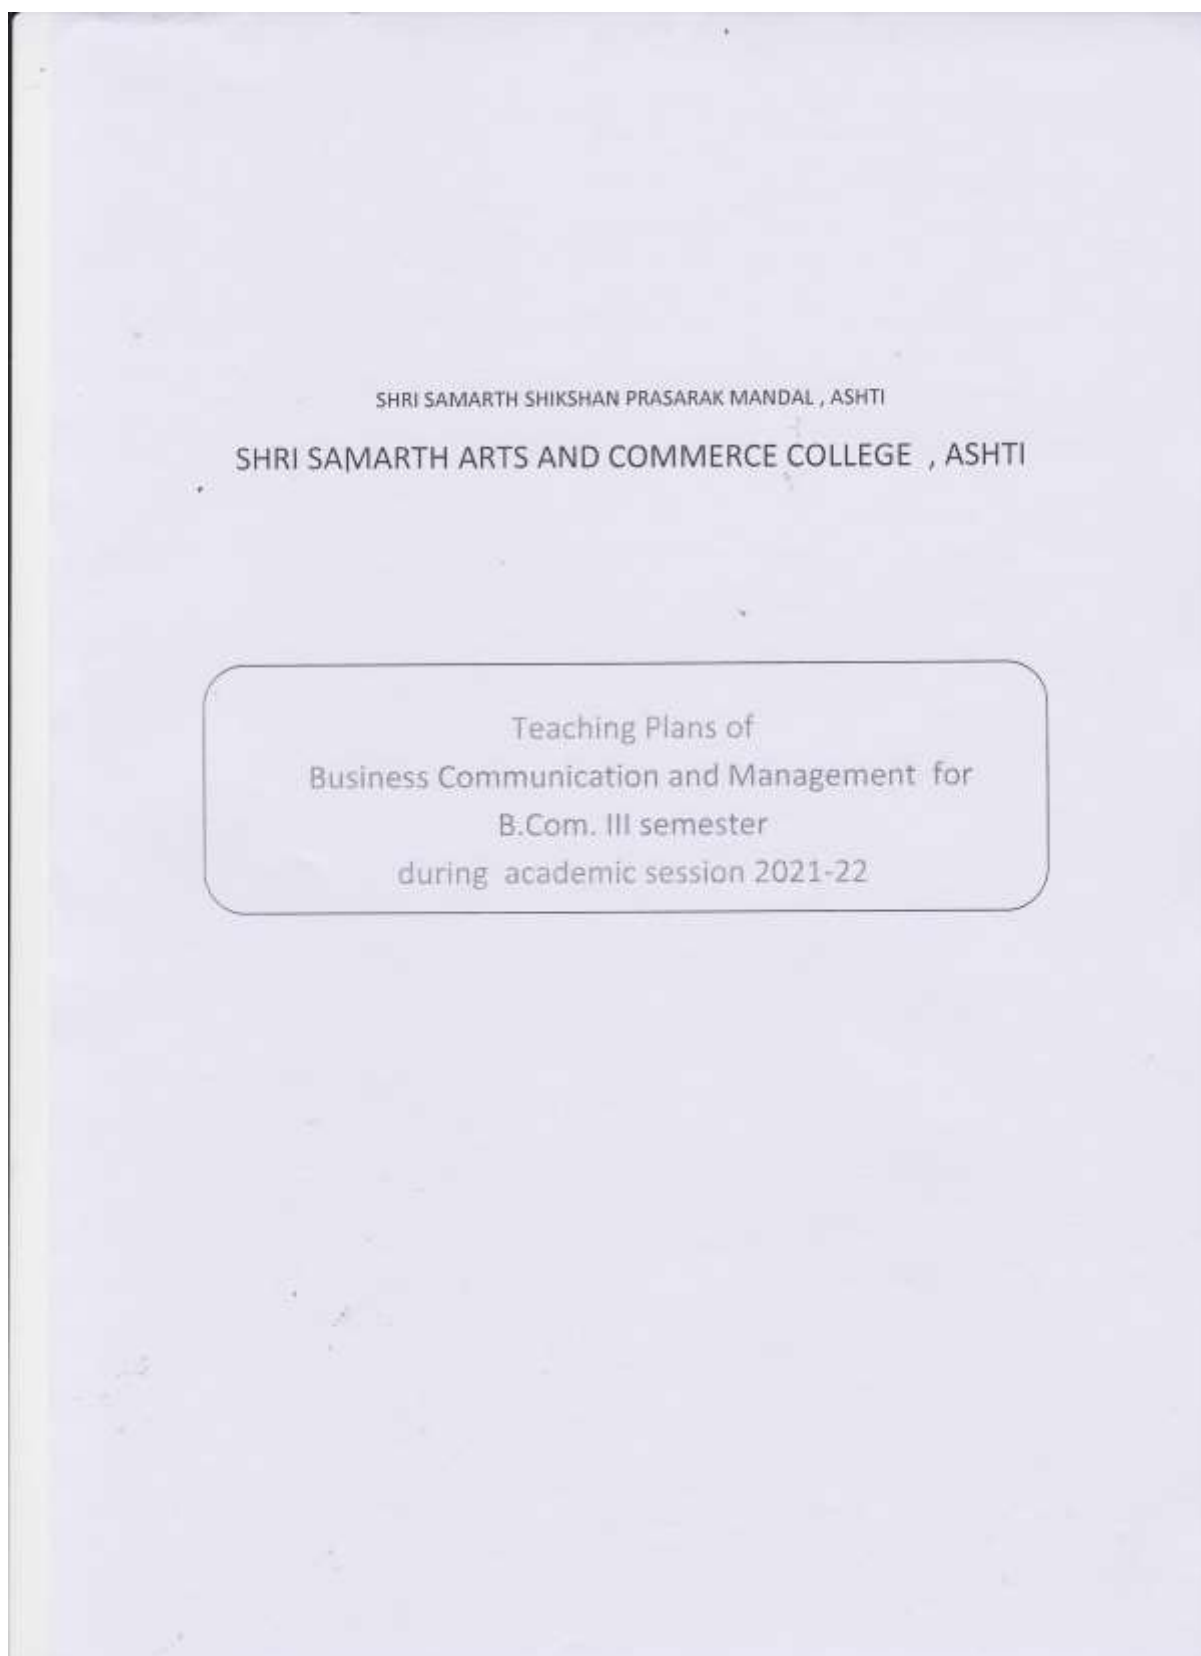 SHRI SAMARTH SHIKSHAN PRASARAK MANDAL , ASHTI
SHRI SAMARTH ARTS AND COMMERCE COLLEGE , ASHTI
Teaching Plans of
Business Communication and Management for
B.Com. III semester
during academic session 2021-22